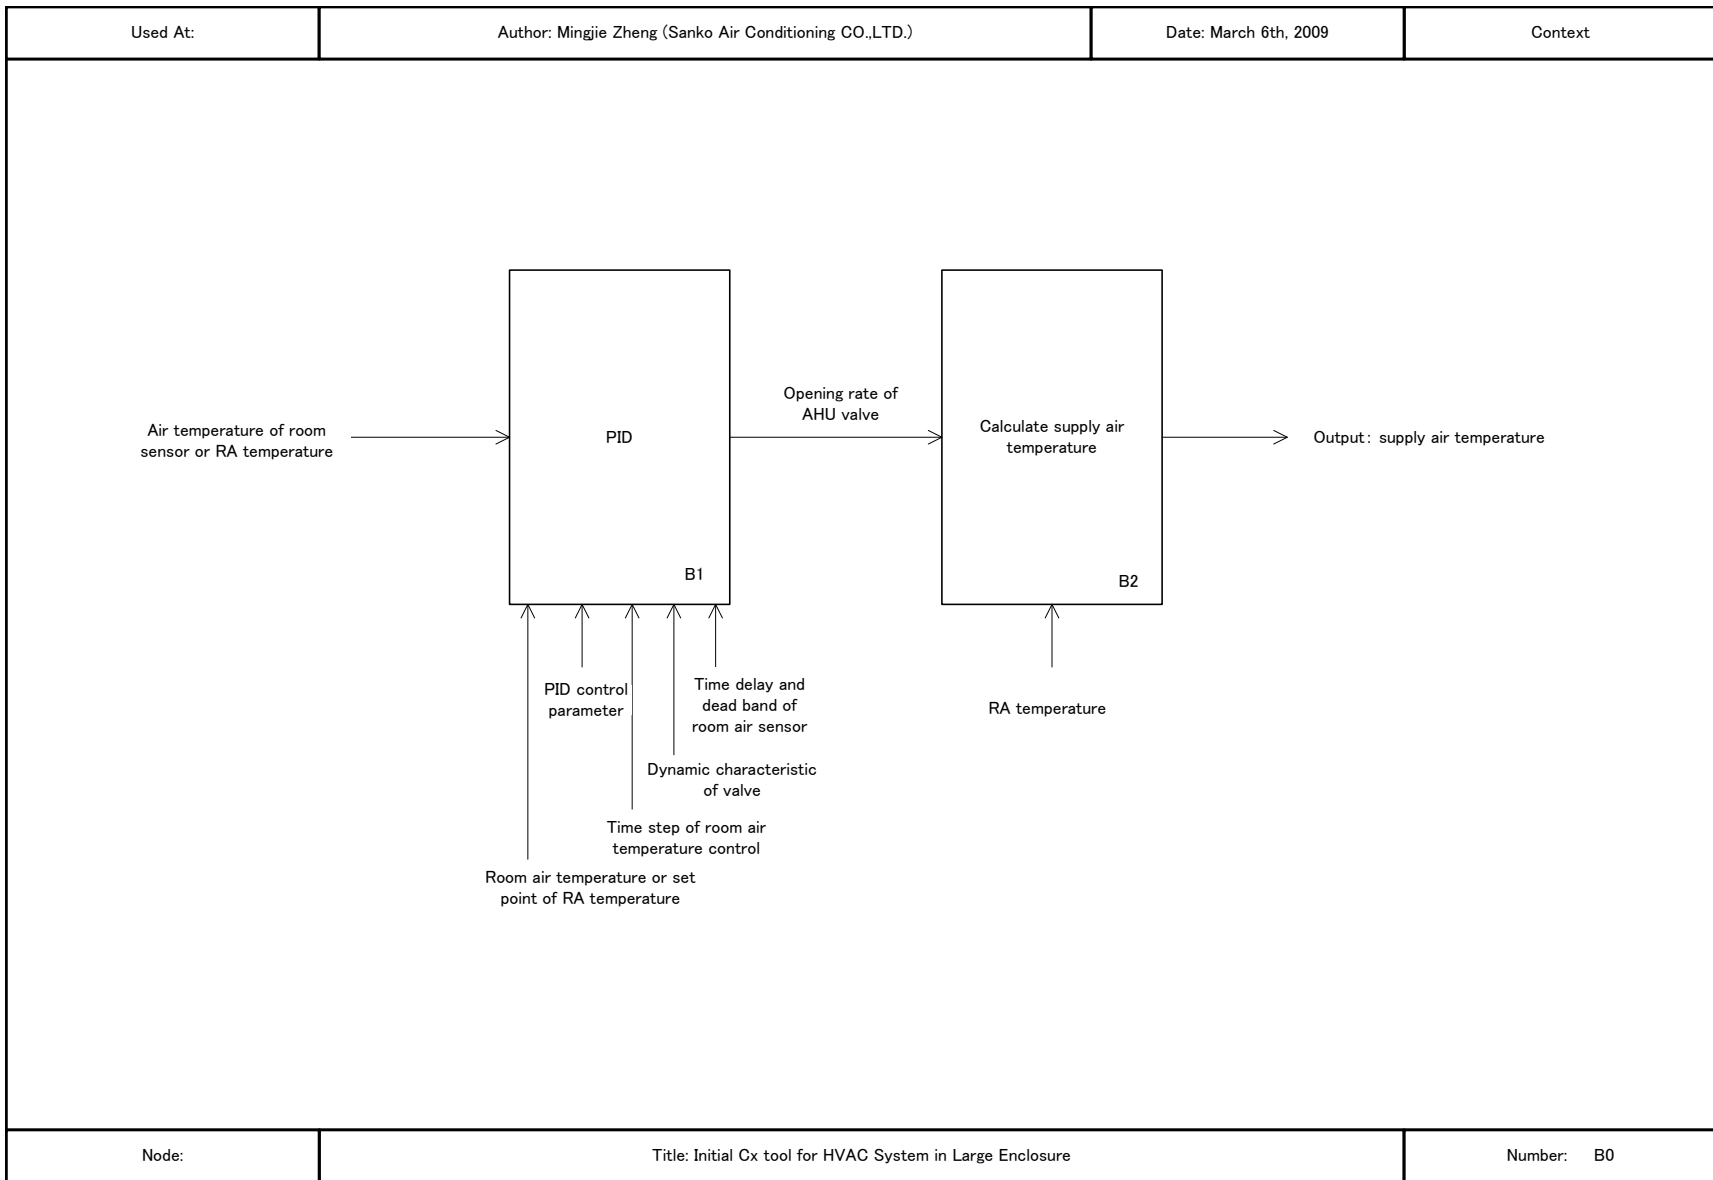 Used At:
Author: Mingjie Zheng (Sanko Air Conditioning CO.,LTD.)
Date: March 6th, 2009
Context
Air temperature of room
sensor or RA temperature
PID
B1
Opening rate of
AHU valve
Calculate supply air
temperature
B2
Output: supply air temperature
PID control
parameter
Time delay and
dead band of
room air sensor
RA temperature
Dynamic characteristic
of valve
Time step of room air
temperature control
Room air temperature or set
point of RA temperature
Node:
Title: Initial Cx tool for HVAC System in Large Enclosure
Number: B0